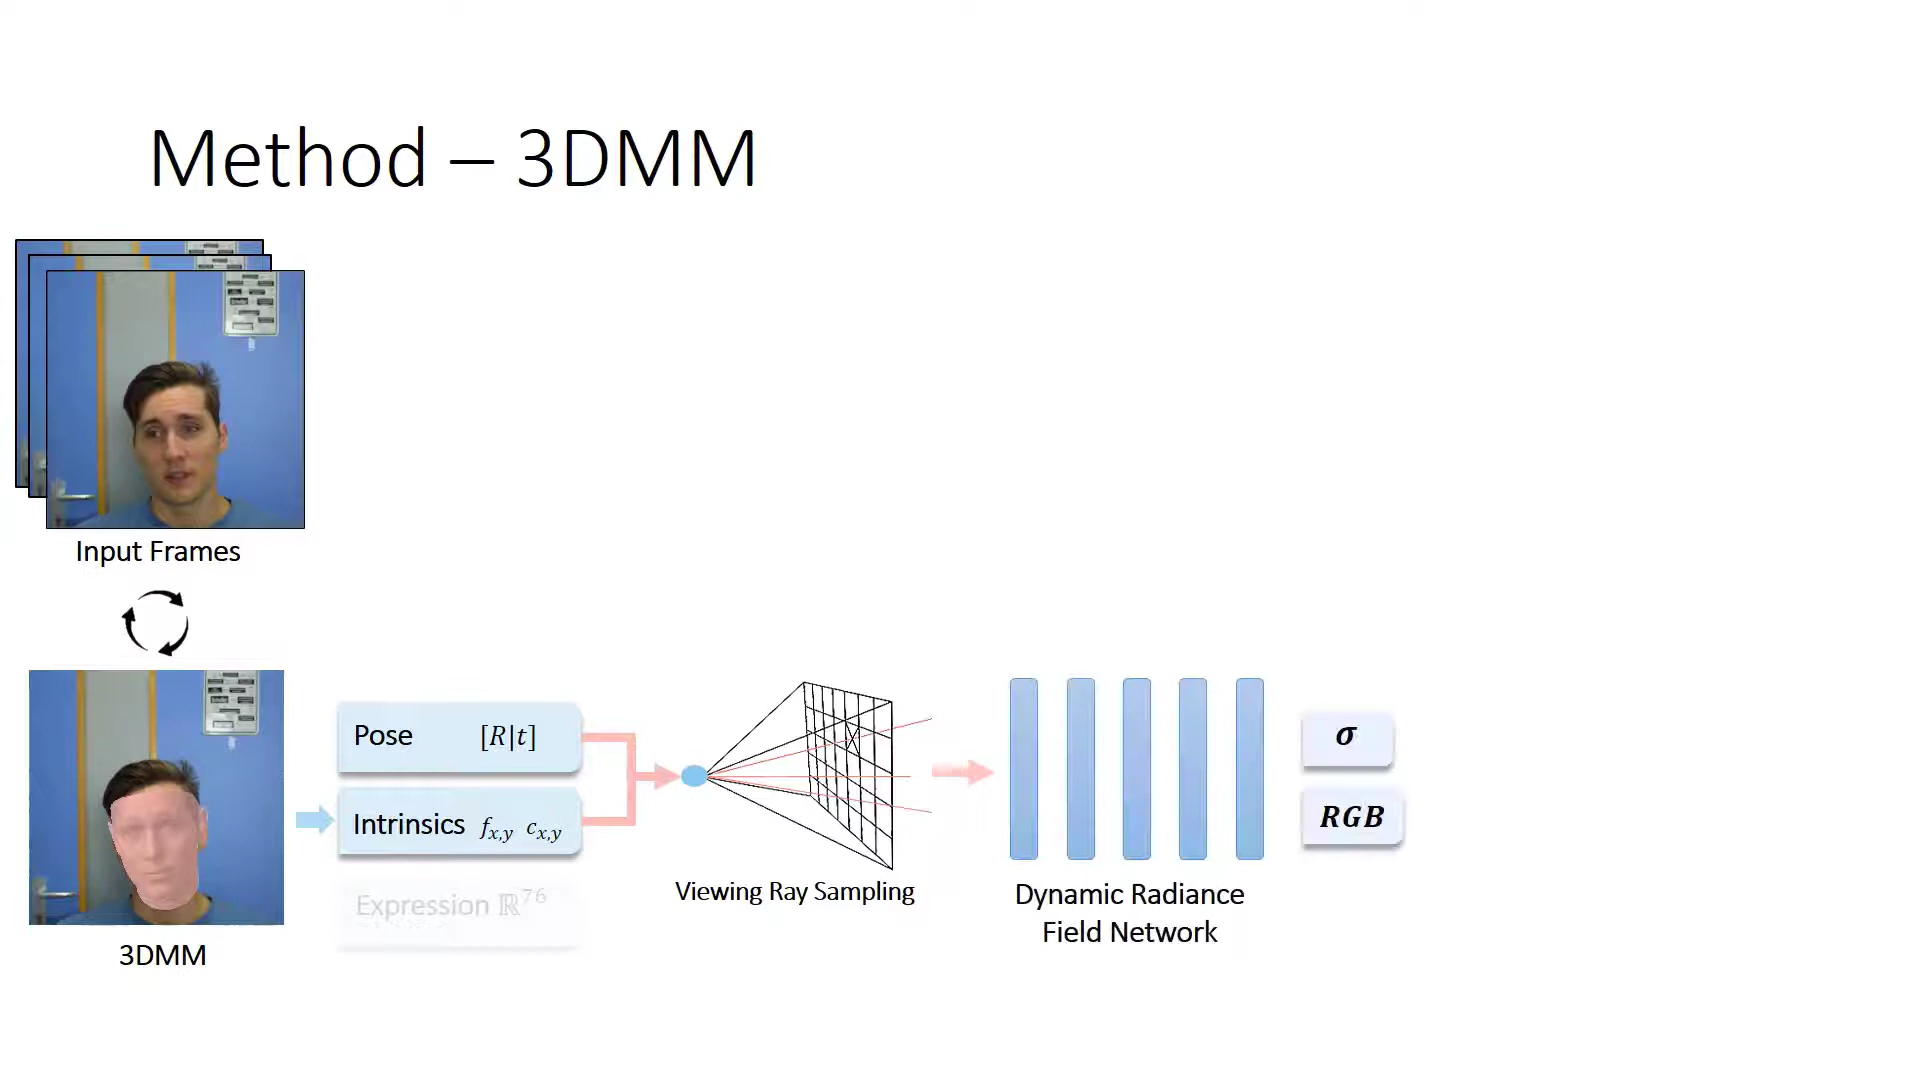 Method – 3DMM
Input Frames
3DMM
Pose [R|t]
Intrinsics f_{x,y} c_{x,y}
Expression ℝ^{76}
Viewing Ray Sampling
Dynamic Radiance
Field Network
σ
RGB